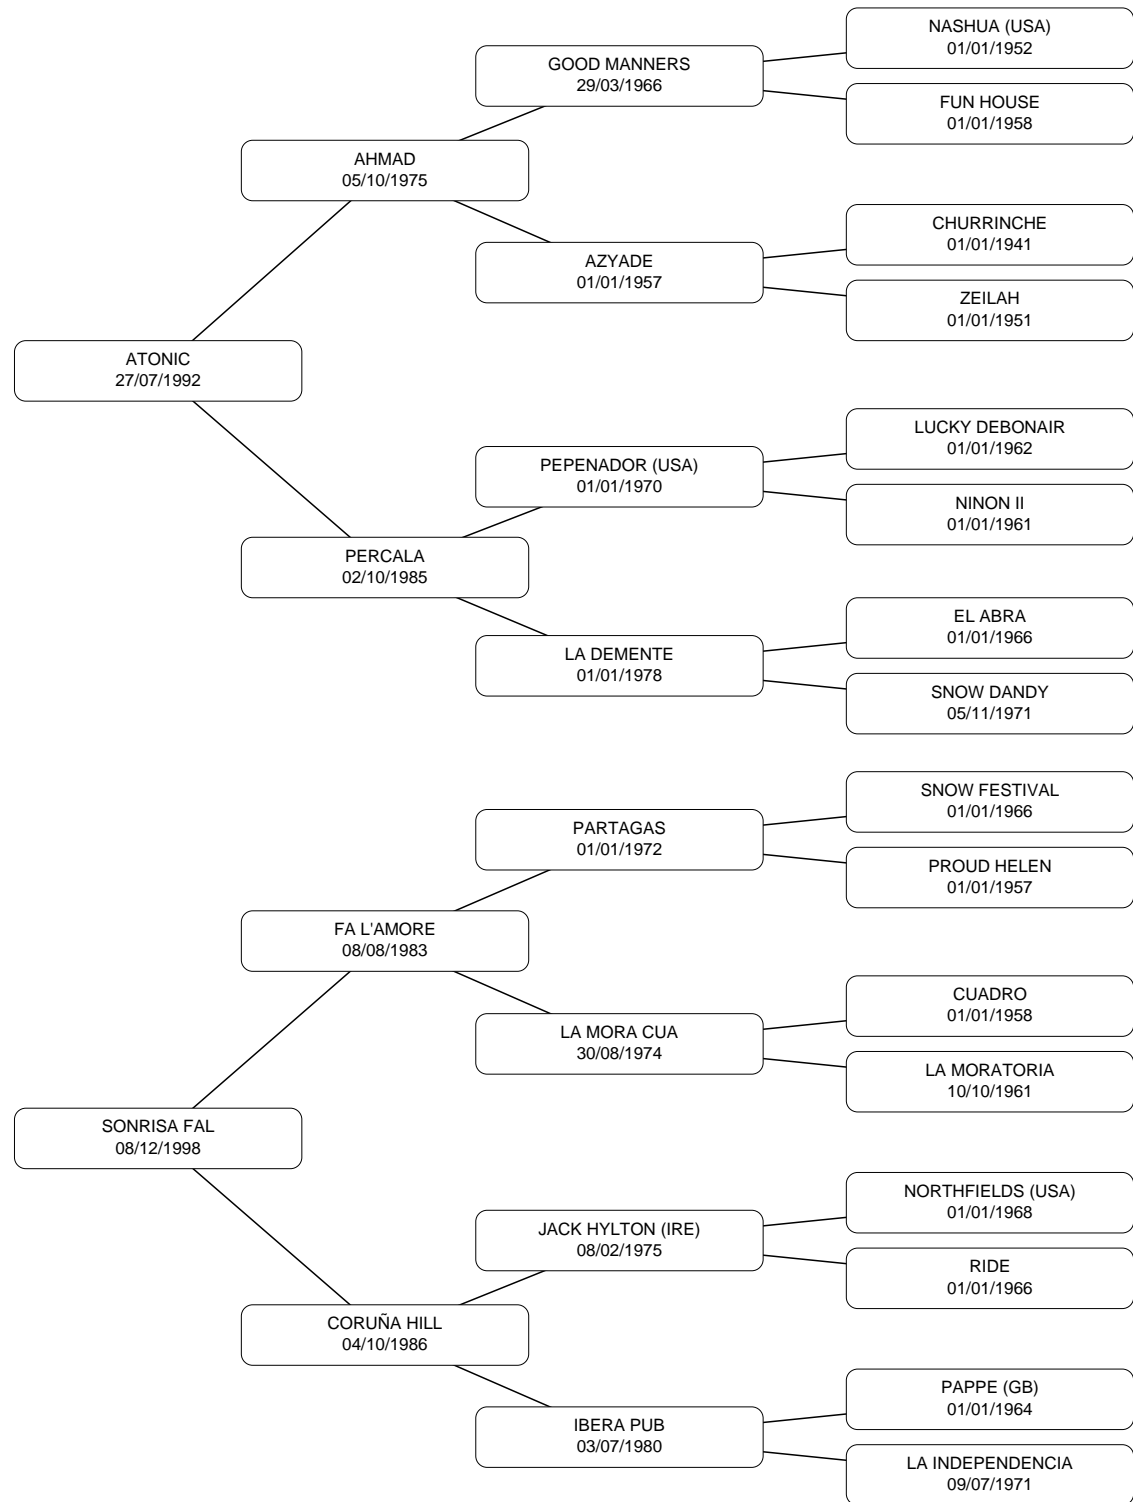 NASHUA (USA)
01/01/1952
GOOD MANNERS
29/03/1966
FUN HOUSE
01/01/1958
AHMAD
05/10/1975
CHURRINCHE
01/01/1941
AZYADE
01/01/1957
ZEILAH
01/01/1951
ATONIC
27/07/1992
LUCKY DEBONAIR
01/01/1962
PEPENADOR (USA)
01/01/1970
NINON II
01/01/1961
PERCALA
02/10/1985
EL ABRA
01/01/1966
LA DEMENTE
01/01/1978
SNOW DANDY
05/11/1971
SNOW FESTIVAL
01/01/1966
PARTAGAS
01/01/1972
PROUD HELEN
01/01/1957
FA L'AMORE
08/08/1983
CUADRO
01/01/1958
LA MORA CUA
30/08/1974
LA MORATORIA
10/10/1961
SONRISA FAL
08/12/1998
NORTHFIELDS (USA)
01/01/1968
JACK HYLTON (IRE)
08/02/1975
RIDE
01/01/1966
CORUÑA HILL
04/10/1986
PAPPE (GB)
01/01/1964
IBERA PUB
03/07/1980
LA INDEPENDENCIA
09/07/1971